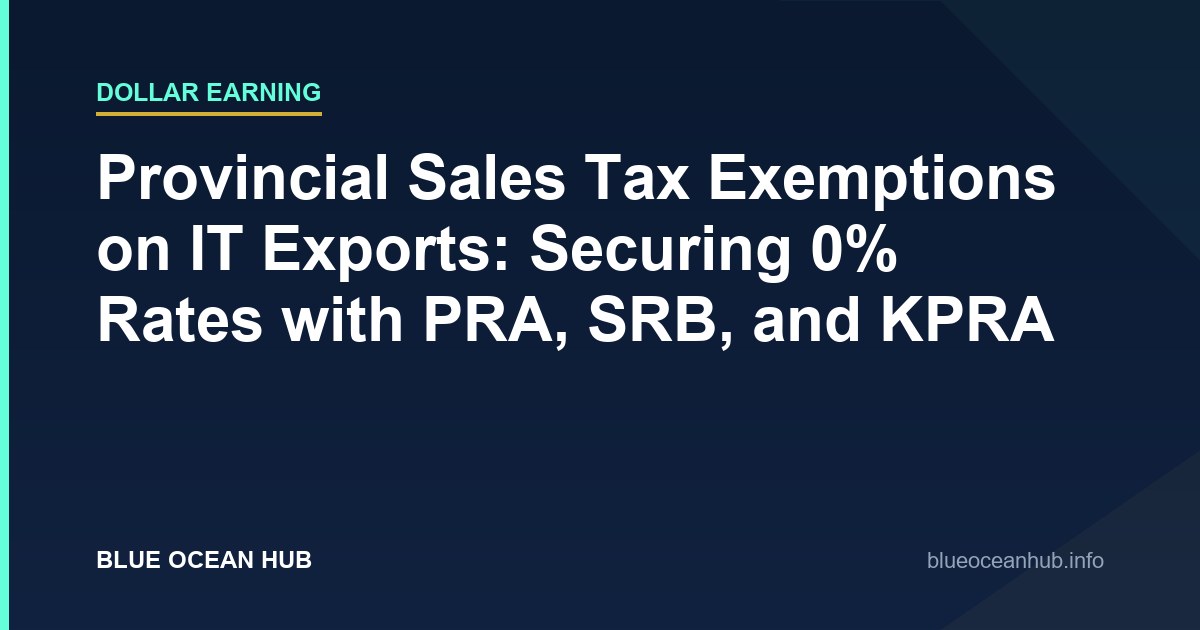 DOLLAR EARNING
Provincial Sales Tax Exemptions
on IT Exports: Securing 0%
Rates with PRA, SRB, and KPRA
BLUE OCEAN HUB
blueoceanhub.info